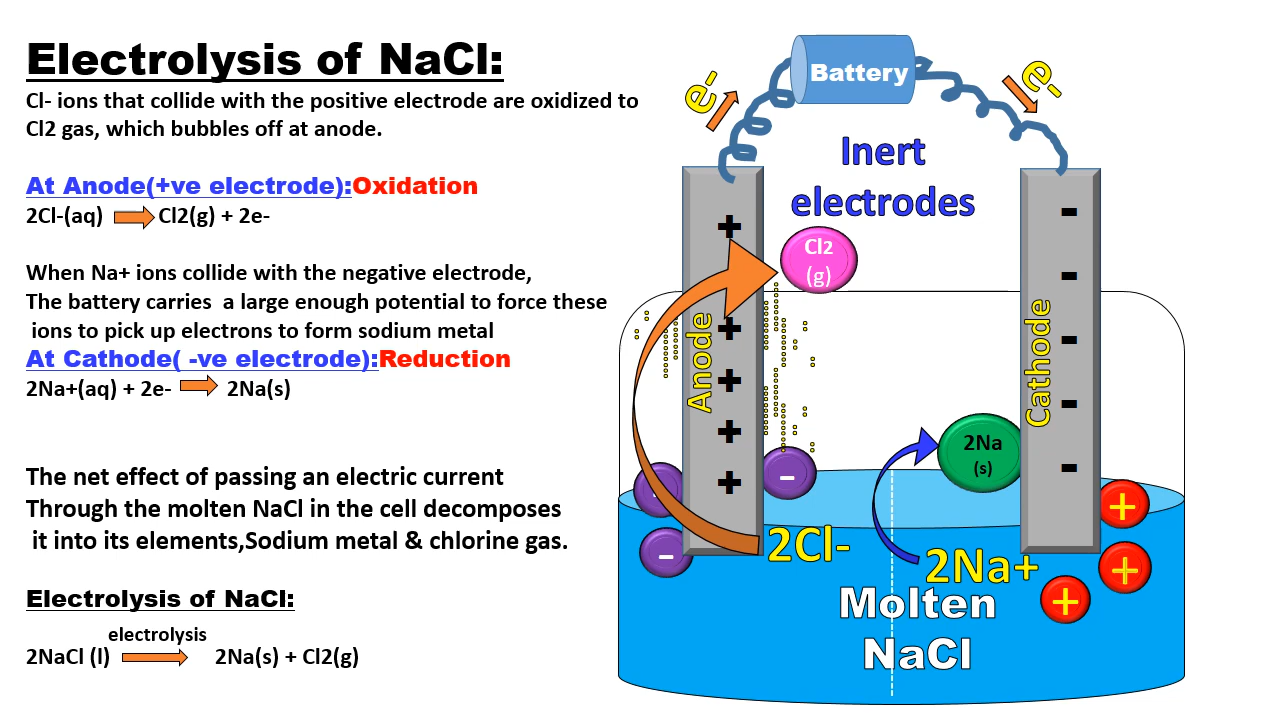 Electrolysis of NaCl:
Cl- ions that collide with the positive electrode are oxidized to
Cl2 gas, which bubbles off at anode.
At Anode(+ve electrode):Oxidation
2Cl-(aq) Cl2(g) + 2e-
When Na+ ions collide with the negative electrode,
The battery carries a large enough potential to force these
ions to pick up electrons to form sodium metal
At Cathode( -ve electrode):Reduction
2Na+(aq) + 2e- 2Na(s)
The net effect of passing an electric current
Through the molten NaCl in the cell decomposes
it into its elements,Sodium metal & chlorine gas.
Electrolysis of NaCl:
electrolysis
2NaCl (l) 2Na(s) + Cl2(g)
e-
Battery
e-
Inert
electrodes
+
+
+
+
+
Anode
-
-
-
-
-
Cathode
Cl2
(g)
2Na
(s)
-
-
-
2Cl-
2Na+
+
+
+
Molten
NaCl